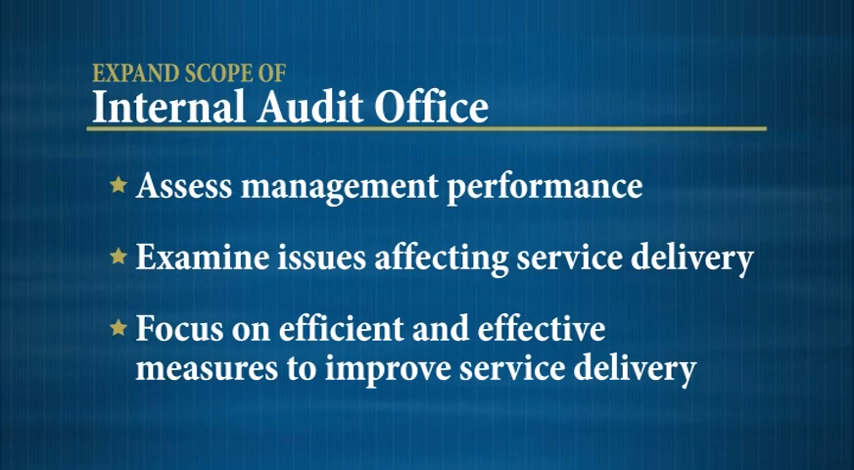 EXPAND SCOPE OF
Internal Audit Office
Assess management performance
Examine issues affecting service delivery
Focus on efficient and effective
measures to improve service delivery